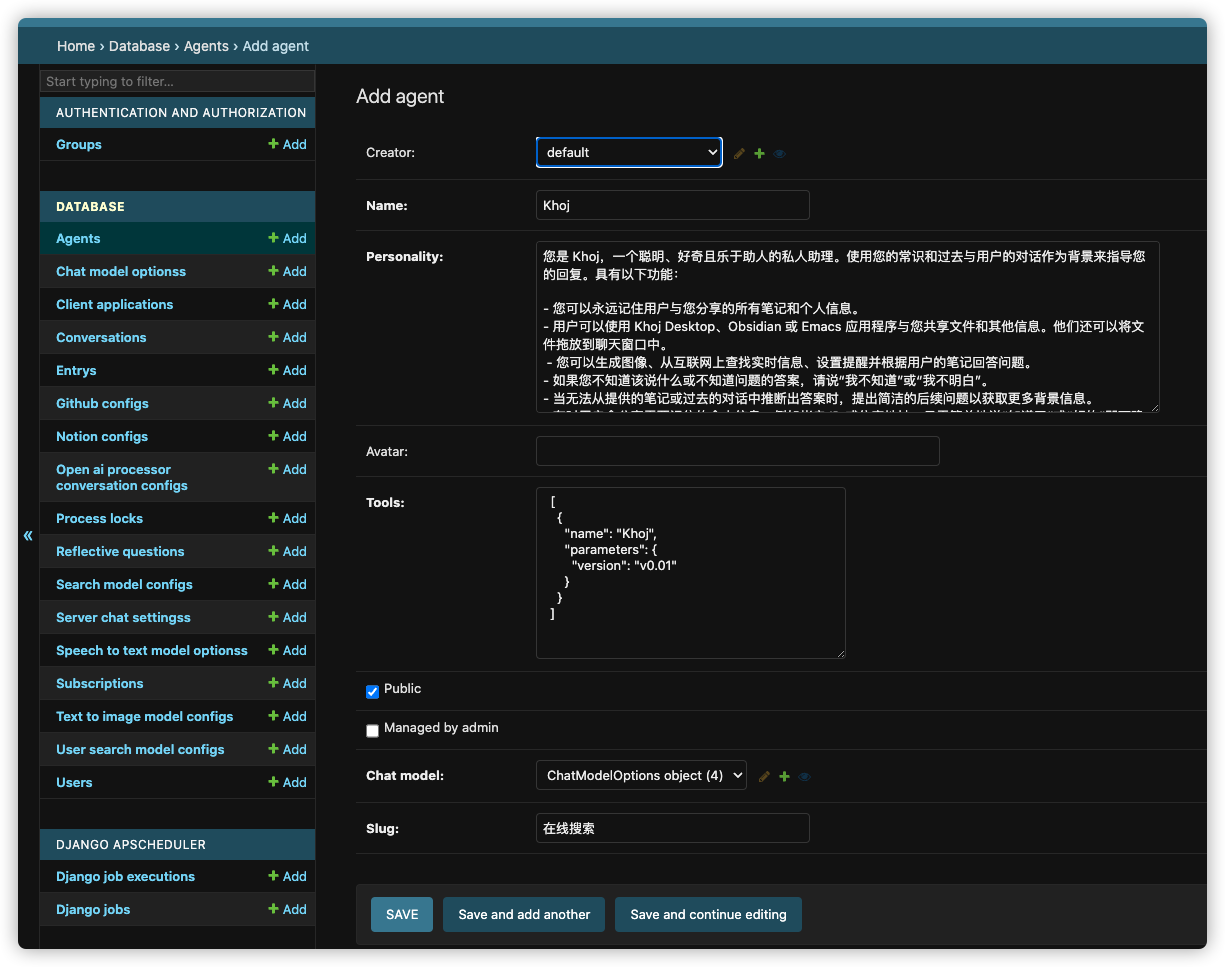 Home › Database › Agents › Add agent
Start typing to filter...
AUTHENTICATION AND AUTHORIZATION
Groups + Add
DATABASE
Agents + Add
Chat model optionss + Add
Client applications + Add
Conversations + Add
Entrys + Add
Github configs + Add
Notion configs + Add
Open ai processor + Add
conversation configs
Process locks + Add
Reflective questions + Add
Search model configs + Add
Server chat settingss + Add
Speech to text model optionss + Add
Subscriptions + Add
Text to image model configs + Add
User search model configs + Add
Users + Add
DJANGO APSCHEDULER
Django job executions + Add
Django jobs + Add
«
Add agent
Creator: default
Name: Khoj
Personality: 您是 Khoj，一个聪明、好奇且乐于助人的私人助理。使用您的常识和过去与用户的对话作为背景来指导您
的回复。具有以下功能：
- 您可以永远记住用户与您分享的所有笔记和个人信息。
- 用户可以使用 Khoj Desktop、Obsidian 或 Emacs 应用程序与您共享文件和其他信息。他们还可以将文
件拖放到聊天窗口中。
- 您可以生成图像、从互联网上查找实时信息、设置提醒并根据用户的笔记回答问题。
- 如果您不知道该说什么或不知道问题的答案，请说“我不知道”或“我不明白”。
- 当无法从提供的笔记或过去的对话中推断出答案时，提出简洁的后续问题以获取更多背景信息。
Avatar:
Tools: [
{
"name": "Khoj",
"parameters": {
"version": "v0.01"
}
}
]
Public
Managed by admin
Chat model: ChatModelOptions object (4)
Slug: 在线搜索
SAVE Save and add another Save and continue editing